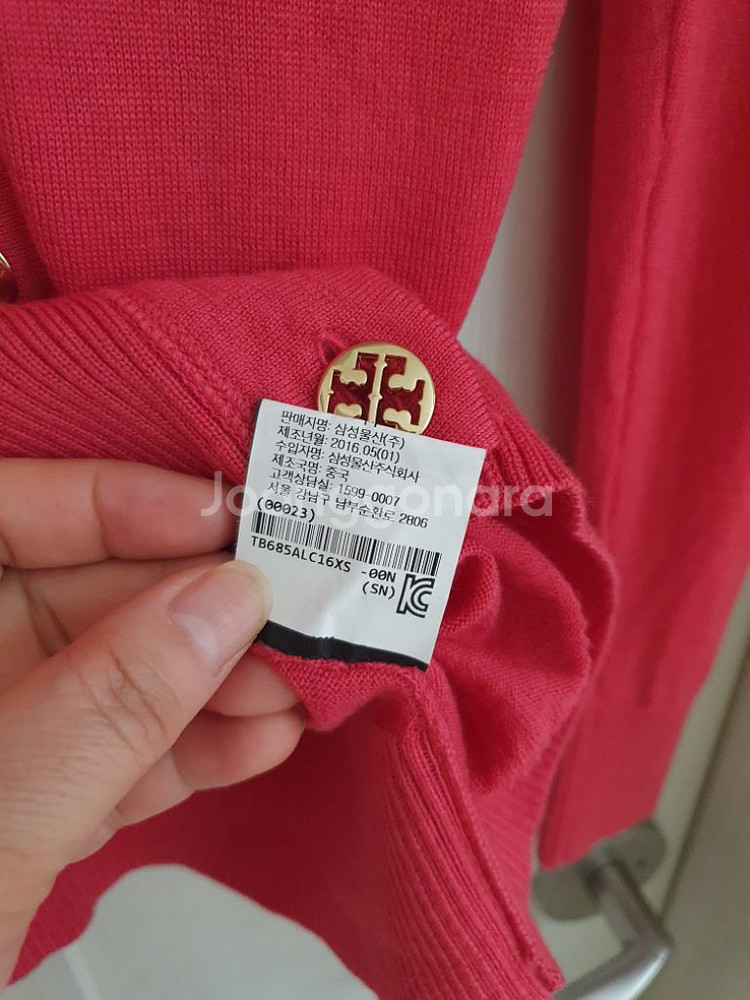 판매자명: 삼성물산(주)
제조년월: 2016.05(01)
수입자명: 삼성물산주식회사
제조국명: 중국
고객상담실: 1599-0007
서울 강남구 남부순환로 2806
(00023)
TB685ALC16XS -00N
(SN)
Joonggonara